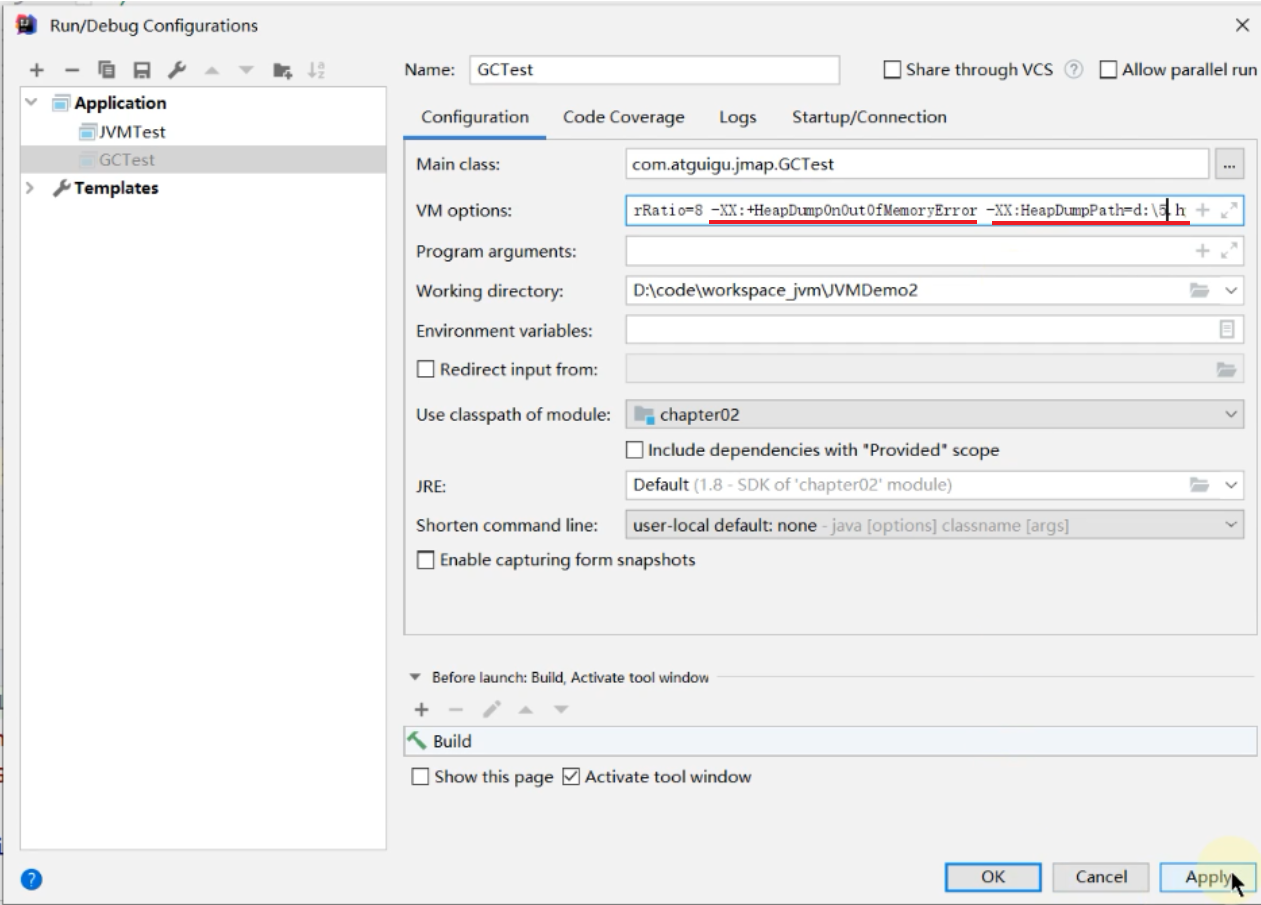 Run/Debug Configurations
Application
JVMTest
GCTest
Templates
Name: GCTest
Share through VCS ? Allow parallel run
Configuration Code Coverage Logs Startup/Connection
Main class: com.atguigu.jmap.GCTest ...
VM options: rRatio=8 -XX:+HeapDumpOnOutOfMemoryError -XX:HeapDumpPath=d:\5.h
Program arguments:
Working directory: D:\code\workspace_jvm\JVMDemo2
Environment variables:
Redirect input from:
Use classpath of module: chapter02
Include dependencies with "Provided" scope
JRE: Default (1.8 - SDK of 'chapter02' module)
Shorten command line: user-local default: none - java [options] classname [args]
Enable capturing form snapshots
Before launch: Build, Activate tool window
Build
Show this page Activate tool window
? OK Cancel Apply